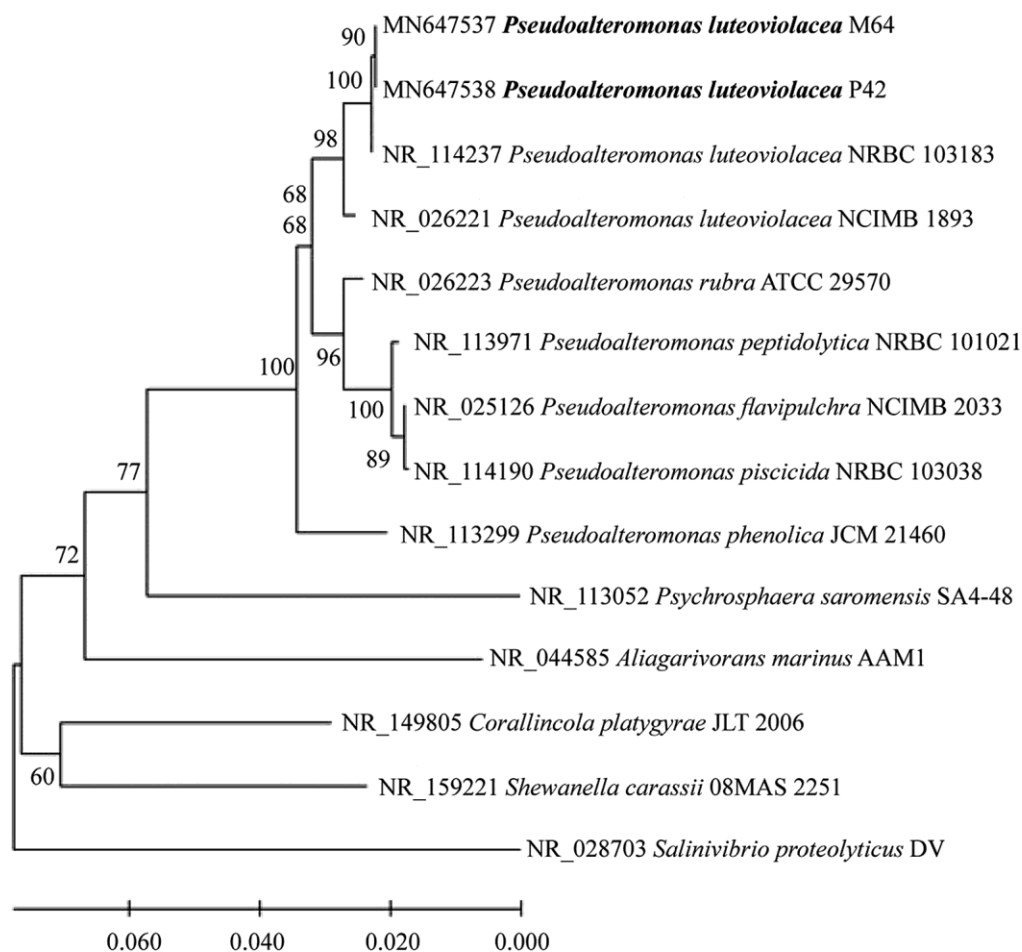 90
MN647537 Pseudoalteromonas luteoviolacea M64
100
MN647538 Pseudoalteromonas luteoviolacea P42
98
NR_114237 Pseudoalteromonas luteoviolacea NRBC 103183
68
68
NR_026221 Pseudoalteromonas luteoviolacea NCIMB 1893
NR_026223 Pseudoalteromonas rubra ATCC 29570
NR_113971 Pseudoalteromonas peptidolytica NRBC 101021
96
100
100
NR_025126 Pseudoalteromonas flavipulchra NCIMB 2033
89
NR_114190 Pseudoalteromonas piscicida NRBC 103038
77
NR_113299 Pseudoalteromonas phenolica JCM 21460
72
NR_113052 Psychrosphaera saromensis SA4-48
NR_044585 Aliagarivorans marinus AAM1
NR_149805 Corallincola platygyrae JLT 2006
60
NR_159221 Shewanella carassii 08MAS 2251
NR_028703 Salinivibrio proteolyticus DV
0.060 0.040 0.020 0.000